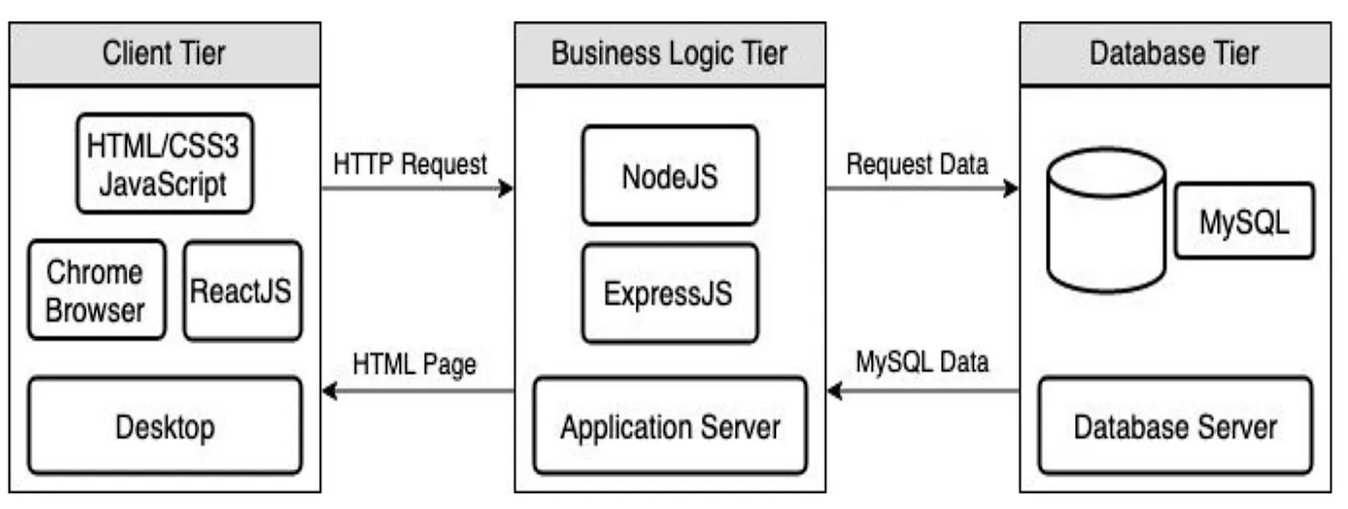 Client Tier
HTML/CSS3
JavaScript
Chrome
Browser
ReactJS
Desktop
HTTP Request
HTML Page
Business Logic Tier
NodeJS
ExpressJS
Application Server
Request Data
MySQL Data
Database Tier
MySQL
Database Server